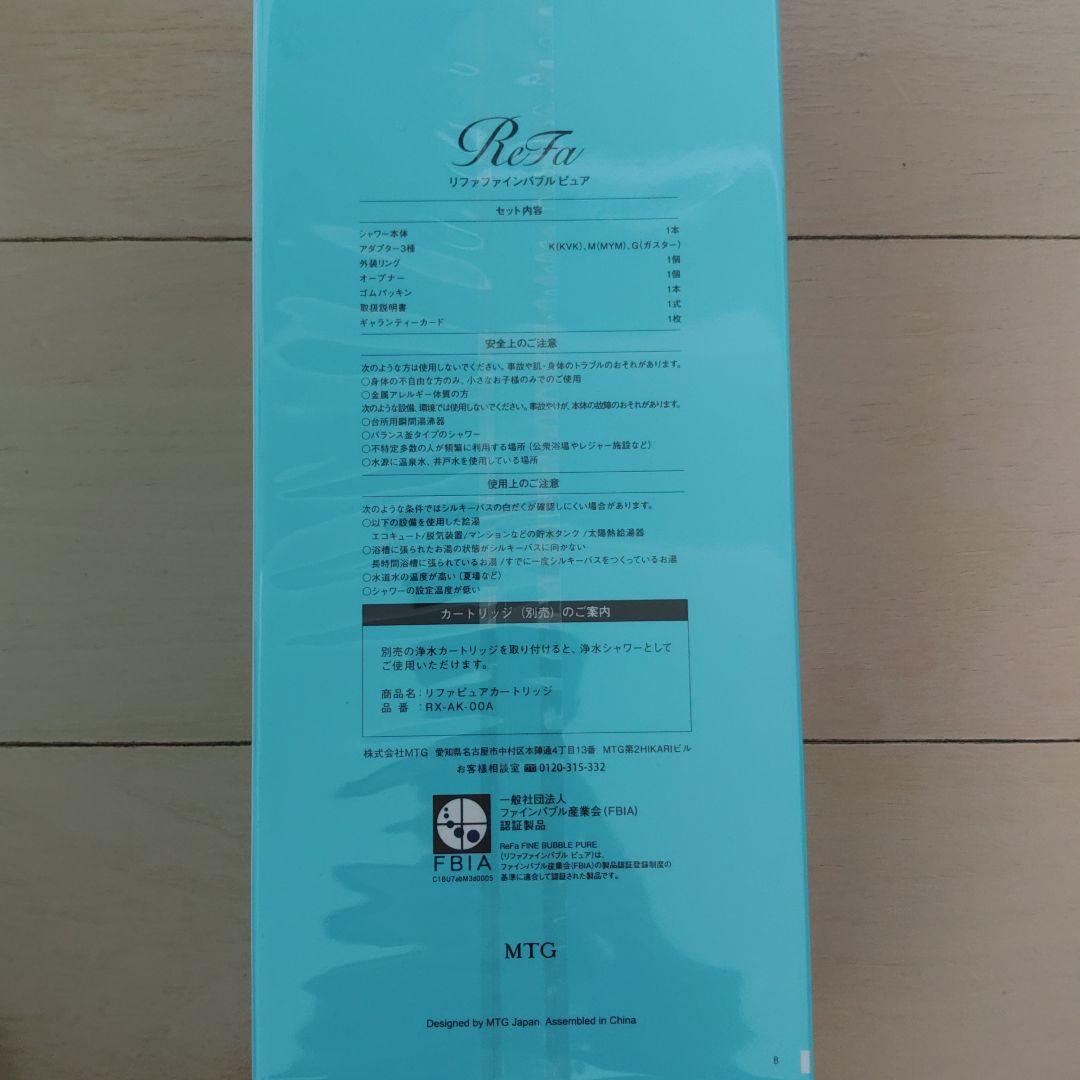 ReFa
リファファインバブル ピュア
セット内容
シャワー本体 1本
アダプター3種 K(KVK)、M(MYM)、G(ガスター)
外装リング 1個
オープナー 1個
ゴムパッキン 1本
取扱説明書 1式
ギャランティーカード 1枚
安全上のご注意
次のような方は使用しないでください。事故や肌・身体のトラブルのおそれがあります。
○身体の不自由な方のみ、小さなお子様のみでのご使用
○金属アレルギー体質の方
次のような設備、環境では使用しないでください。事故やけが、本体の故障のおそれがあります。
○台所用瞬間湯沸器
○バランス釜タイプのシャワー
○不特定多数の人が頻繁に利用する場所(公衆浴場やレジャー施設など)
○水源に温泉水、井戸水を使用している場所
使用上のご注意
次のような条件ではシルキーバスの白だくが確認しにくい場合があります。
○以下の設備を使用した給湯
エコキュート/脱気装置/マンションなどの貯水タンク /太陽熱給湯器
○浴槽に張られたお湯の状態がシルキーバスに向かない
長時間浴槽に張られているお湯 /すでに一度シルキーバスをつくっているお湯
○水道水の温度が高い(夏場など)
○シャワーの設定温度が低い
カートリッジ(別売)のご案内
別売の浄水カートリッジを取り付けると、浄水シャワーとして
ご使用いただけます。
商品名:リファピュアカートリッジ
品番 :RX-AK-00A
株式会社MTG 愛知県名古屋市中村区本陣通4丁目13番 MTG第2HIKARIビル
お客様相談室 0120-315-332
一般社団法人
ファインバブル産業会(FBIA)
認証製品
FBIA
C1BU7abM3d0005
ReFa FINE BUBBLE PURE
(リファファインバブル ピュア)は、
ファインバブル産業会(FBIA)の製品認証登録制度の
基準に適合して認証された製品です。
MTG
Designed by MTG Japan Assembled in China
B